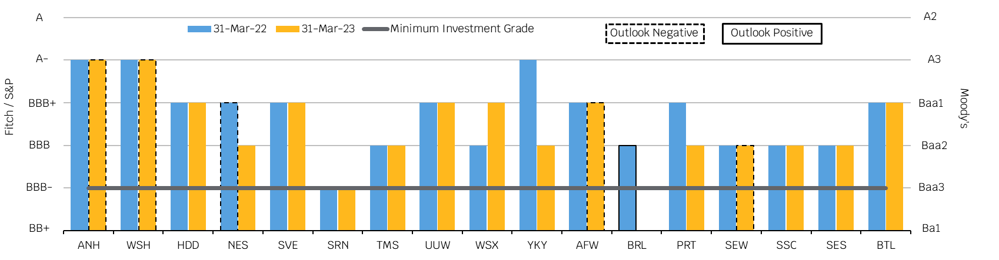 A A2
31-Mar-22 31-Mar-23 Minimum Investment Grade Outlook Negative Outlook Positive
A- A3
Fitch / S&P
Moody's
BBB+ Baa1
BBB Baa2
BBB- Baa3
BB+ Ba1
ANH WSH HDD NES SVE SRN TMS UUW WSX YKY AFW BRL PRT SEW SSC SES BTL